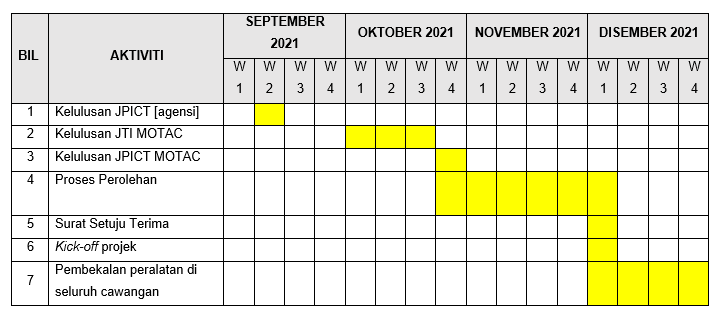 BIL
AKTIVITI
SEPTEMBER
2021
OKTOBER 2021
NOVEMBER 2021
DISEMBER 2021
W
1
W
2
W
3
W
4
W
1
W
2
W
3
W
4
W
1
W
2
W
3
W
4
W
1
W
2
W
3
W
4
1 Kelulusan JPICT [agensi]
2 Kelulusan JTI MOTAC
3 Kelulusan JPICT MOTAC
4 Proses Perolehan
5 Surat Setuju Terima
6 Kick-off projek
7 Pembekalan peralatan di
seluruh cawangan